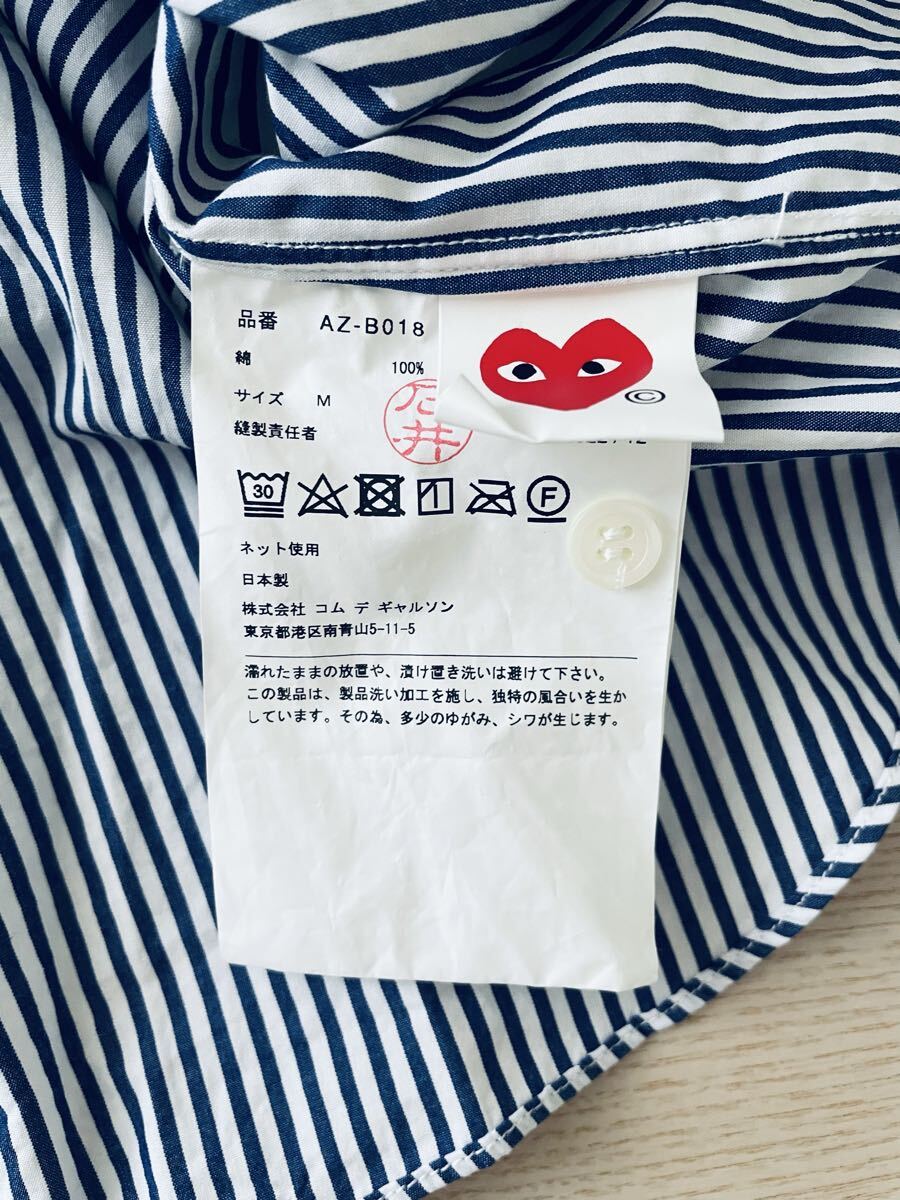 品番 AZ-B018
綿 100%
サイズ M
縫製責任者 石井
30
F
©
ネット使用
日本製
株式会社 コム デ ギャルソン
東京都港区南青山5-11-5
濡れたままの放置や、漬け置き洗いは避けて下さい。
この製品は、製品洗い加工を施し、独特の風合いを生か
しています。その為、多少のゆがみ、シワが生じます。